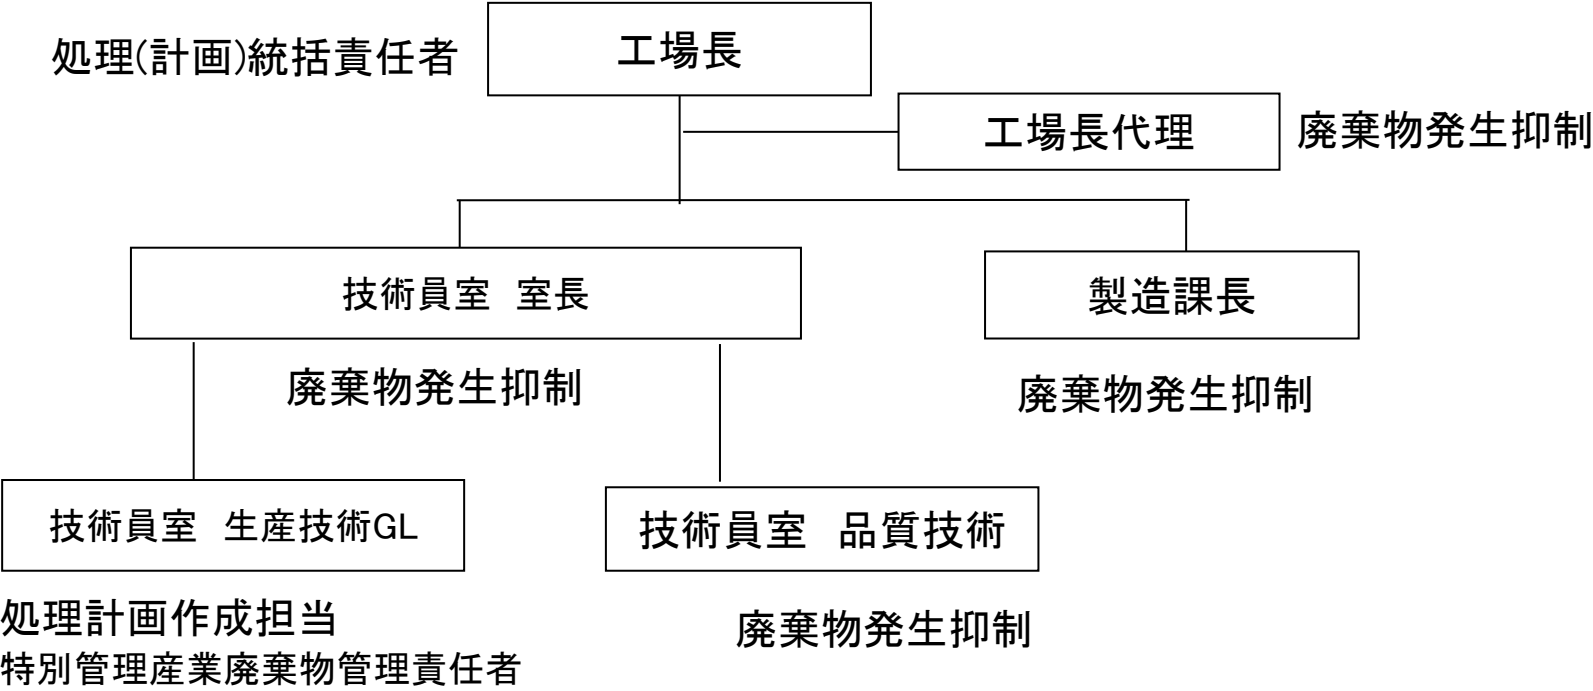 工場長
処理(計画)統括責任者
工場長代理
廃棄物発生抑制
技術員室　室長
製造課長
廃棄物発生抑制
廃棄物発生抑制
技術員室　生産技術GL
技術員室　品質技術
処理計画作成担当
特別管理産業廃棄物管理責任者
廃棄物発生抑制